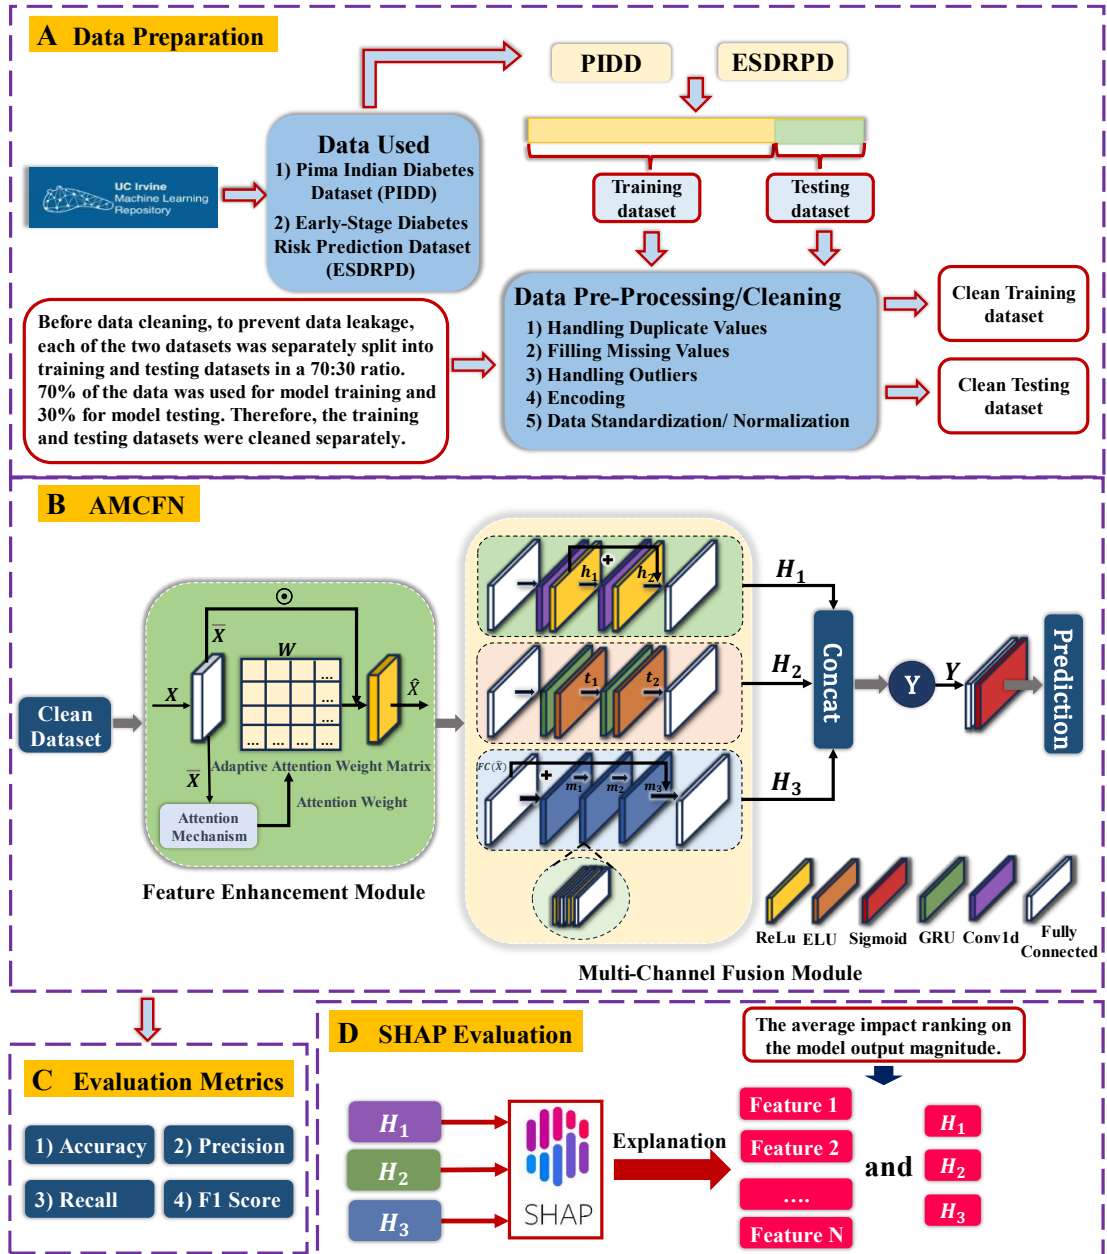 A Data Preparation
PIDD
ESDRPD
UC Irvine
Machine Learning
Repository
Data Used
1) Pima Indian Diabetes
Dataset (PIDD)
2) Early-Stage Diabetes
Risk Prediction Dataset
(ESDRPD)
Training
dataset
Testing
dataset
Before data cleaning, to prevent data leakage,
each of the two datasets was separately split into
training and testing datasets in a 70:30 ratio.
70% of the data was used for model training and
30% for model testing. Therefore, the training
and testing datasets were cleaned separately.
Data Pre-Processing/Cleaning
1) Handling Duplicate Values
2) Filling Missing Values
3) Handling Outliers
4) Encoding
5) Data Standardization/ Normalization
Clean Training
dataset
Clean Testing
dataset
B AMCFN
Clean
Dataset
X
X̅
W
...
...
... ... ... ...
X̂
Adaptive Attention Weight Matrix
X̅
Attention Weight
Attention
Mechanism
Feature Enhancement Module
h₁
+
h₂
t₁
t₂
FC(X̂)
+
m₁
m₂
m₃
H₁
H₂
H₃
Concat
Y
Y
Prediction
ReLu
ELU
Sigmoid
GRU
Conv1d
Fully
Connected
Multi-Channel Fusion Module
C Evaluation Metrics
1) Accuracy
2) Precision
3) Recall
4) F1 Score
D SHAP Evaluation
The average impact ranking on
the model output magnitude.
H₁
H₂
H₃
SHAP
Explanation
Feature 1
Feature 2
....
Feature N
and
H₁
H₂
H₃